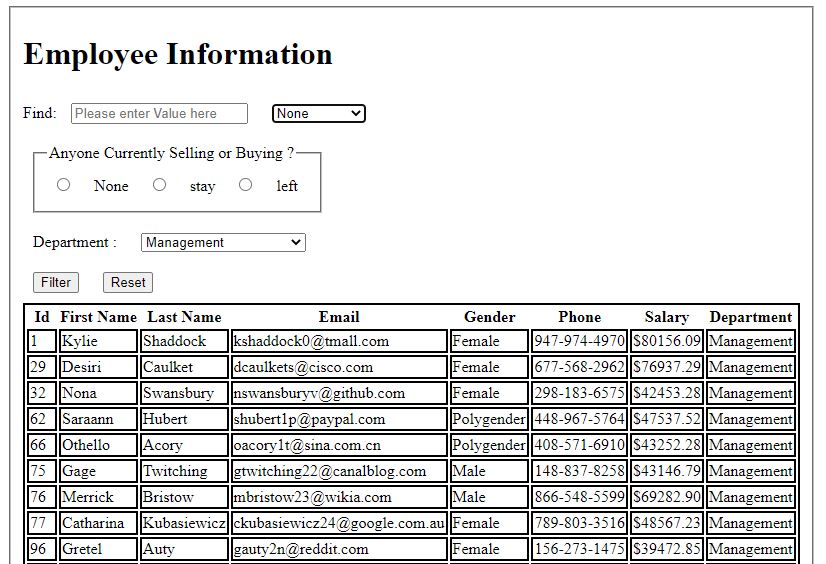 Employee Information
Find: Please enter Value here None
Anyone Currently Selling or Buying ?
None stay left
Department : Management
Filter Reset
Id First Name Last Name Email Gender Phone Salary Department
1 Kylie Shaddock kshaddock0@tmall.com Female 947-974-4970 $80156.09 Management
29 Desiri Caulket dcaulkets@cisco.com Female 677-568-2962 $76937.29 Management
32 Nona Swansbury nswansburyv@github.com Female 298-183-6575 $42453.28 Management
62 Saraann Hubert shubert1p@paypal.com Polygender 448-967-5764 $47537.52 Management
66 Othello Acory oacory1t@sina.com.cn Polygender 408-571-6910 $43252.28 Management
75 Gage Twitching gtwitching22@canalblog.com Male 148-837-8258 $43146.79 Management
76 Merrick Bristow mbristow23@wikia.com Male 866-548-5599 $69282.90 Management
77 Catharina Kubasiewicz ckubasiewicz24@google.com.au Female 789-803-3516 $48567.23 Management
96 Gretel Auty gauty2n@reddit.com Female 156-273-1475 $39472.85 Management